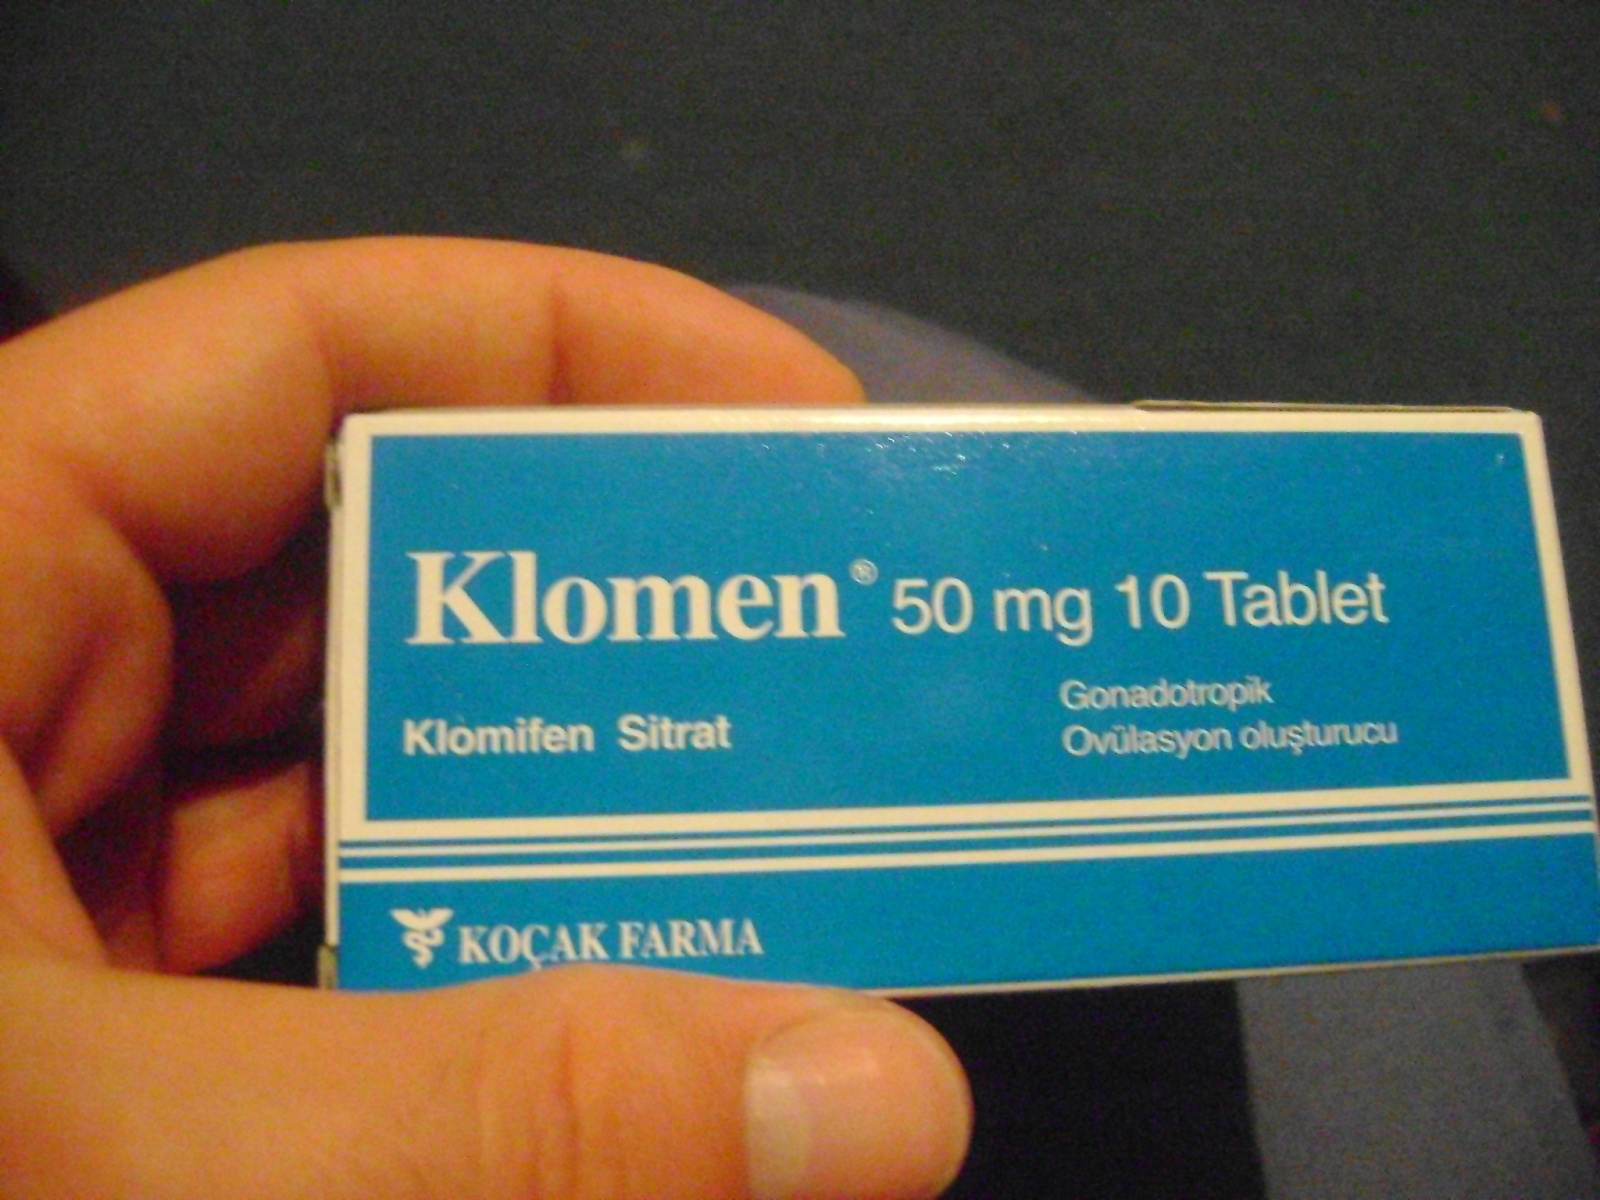 Klomen® 50 mg 10 Tablet
Klomifen Sitrat
Gonadotropik
Ovülasyon oluşturucu
KOÇAK FARMA